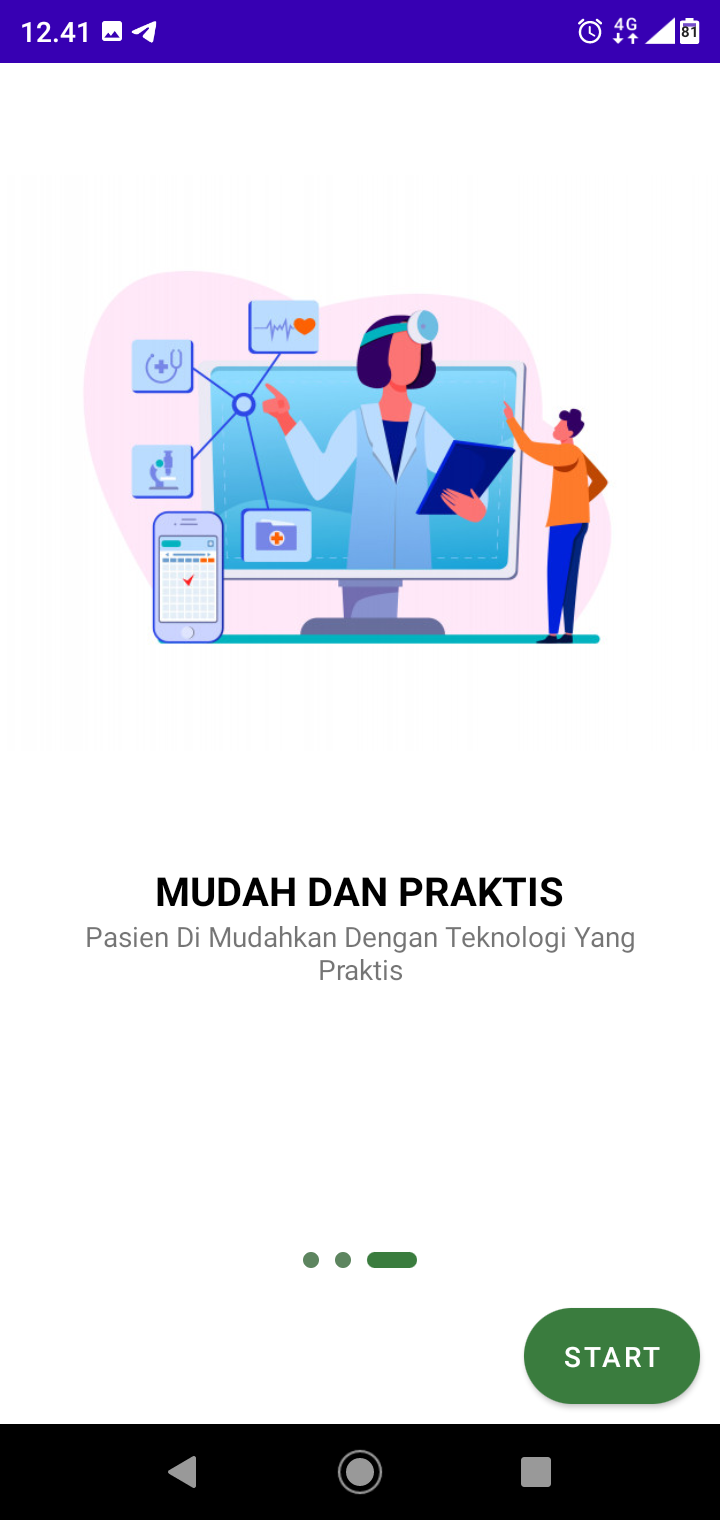 12.41
4G
81
MUDAH DAN PRAKTIS
Pasien Di Mudahkan Dengan Teknologi Yang
Praktis
START